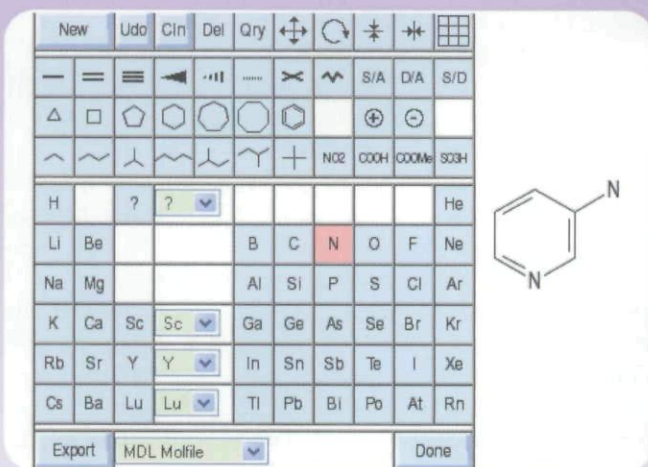 New Udo Cln Del Qry
S/A D/A S/D
NO2 COOH COOMe SO3H
H ? ? He
Li Be B C N O F Ne
Na Mg Al Si P S Cl Ar
K Ca Sc Sc Ga Ge As Se Br Kr
Rb Sr Y Y In Sn Sb Te I Xe
Cs Ba Lu Lu Tl Pb Bi Po At Rn
Export MDL Molfile Done
N
N